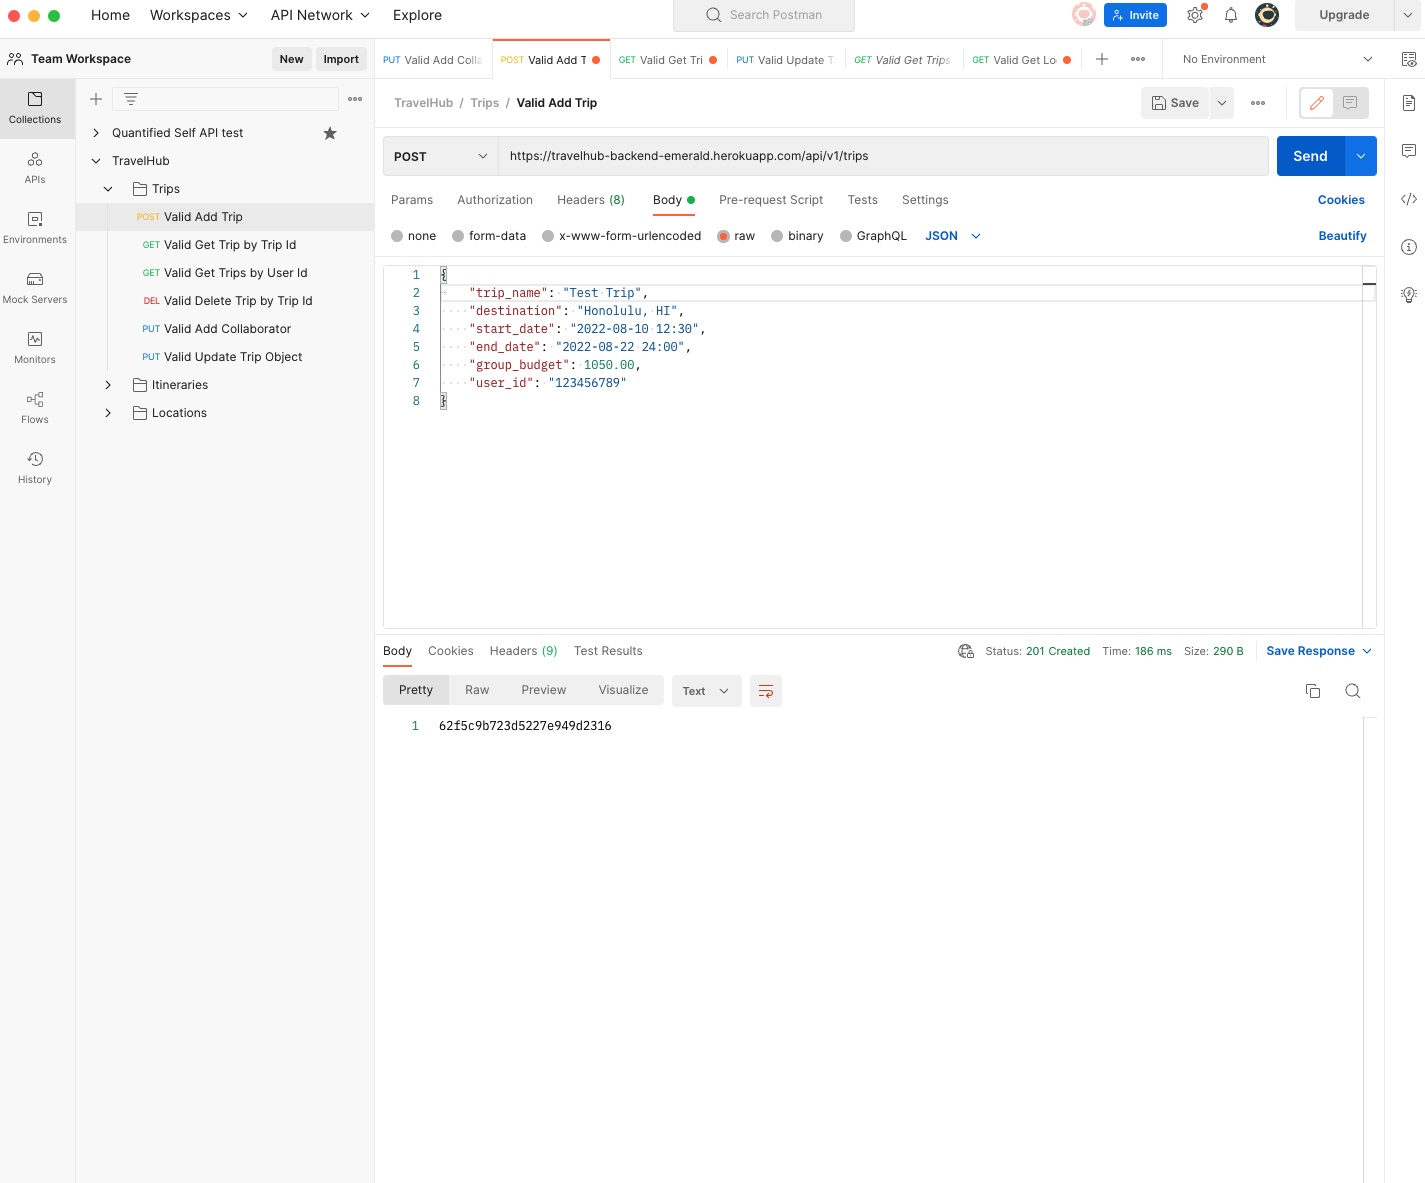 Home Workspaces API Network Explore Search Postman Invite Upgrade
Team Workspace New Import PUT Valid Add Colla POST Valid Add T GET Valid Get Tri PUT Valid Update T GET Valid Get Trips GET Valid Get Lo No Environment
Collections
APIs
Environments
Mock Servers
Monitors
Flows
History
Quantified Self API test
TravelHub
Trips
POST Valid Add Trip
GET Valid Get Trip by Trip Id
GET Valid Get Trips by User Id
DEL Valid Delete Trip by Trip Id
PUT Valid Add Collaborator
PUT Valid Update Trip Object
Itineraries
Locations
TravelHub / Trips / Valid Add Trip Save
POST https://travelhub-backend-emerald.herokuapp.com/api/v1/trips Send
Params Authorization Headers (8) Body Pre-request Script Tests Settings Cookies
none form-data x-www-form-urlencoded raw binary GraphQL JSON Beautify
1 {
2 "trip_name": "Test Trip",
3 "destination": "Honolulu, HI",
4 "start_date": "2022-08-10 12:30",
5 "end_date": "2022-08-22 24:00",
6 "group_budget": 1050.00,
7 "user_id": "123456789"
8 }
Body Cookies Headers (9) Test Results Status: 201 Created Time: 186 ms Size: 290 B Save Response
Pretty Raw Preview Visualize Text
1 62f5c9b723d5227e949d2316